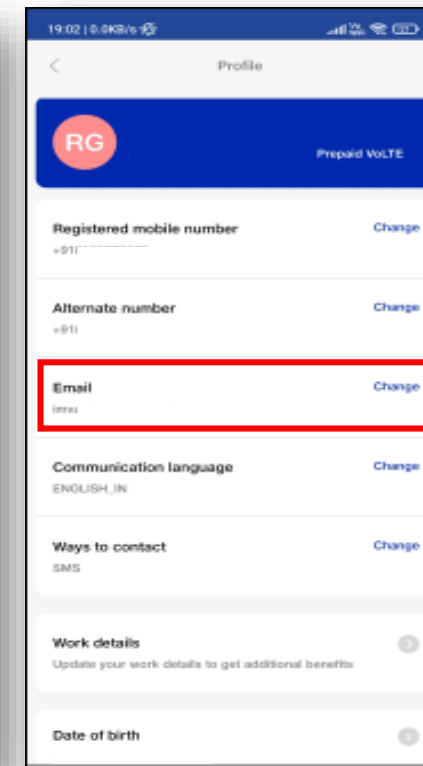 19:02 | 0.0KB/s
Profile
RG
Prepaid VoLTE
Registered mobile number
Change
+91
Alternate number
Change
+91
Email
Change
Communication language
Change
ENGLISH_IN
Ways to contact
Change
SMS
Work details
Update your work details to get additional benefits
Date of birth